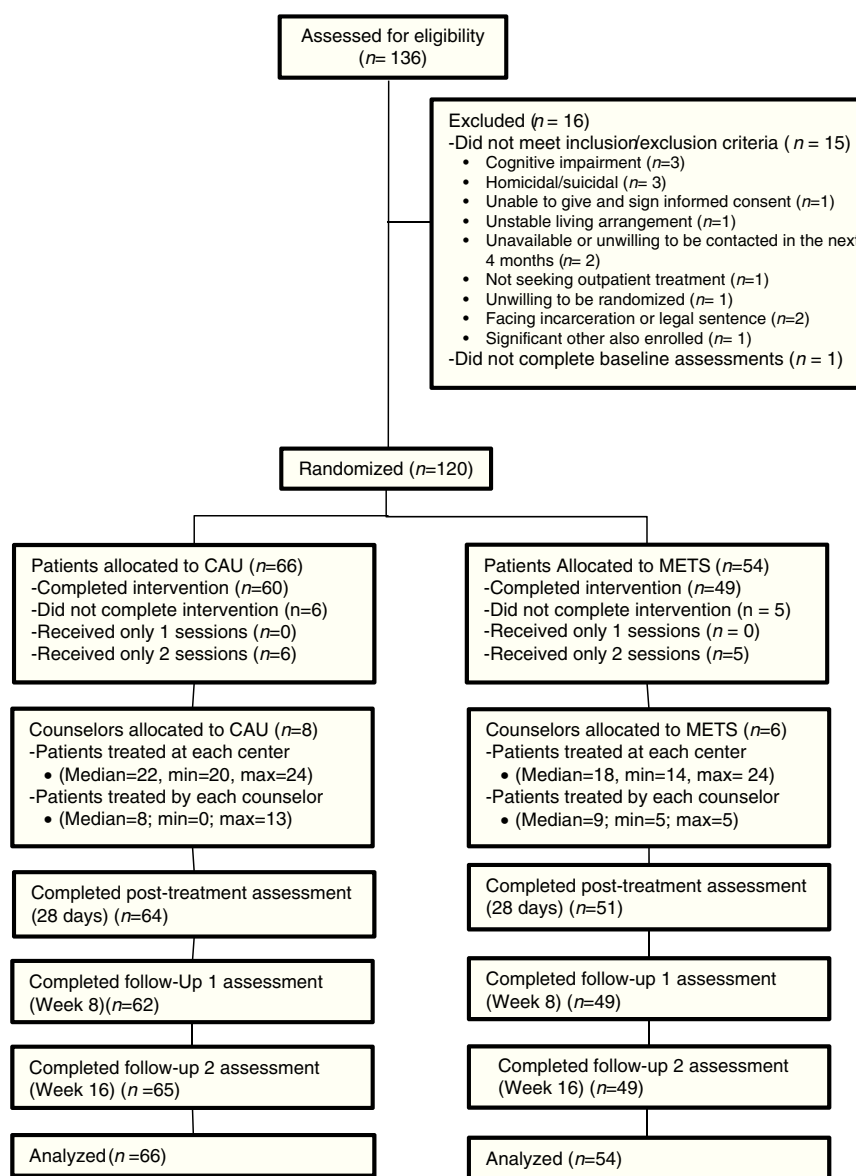 Assessed for eligibility
(n= 136)
Excluded (n = 16)
-Did not meet inclusion/exclusion criteria ( n = 15)
• Cognitive impairment (n=3)
• Homicidal/suicidal (n= 3)
• Unable to give and sign informed consent (n=1)
• Unstable living arrangement (n=1)
• Unavailable or unwilling to be contacted in the next
4 months (n= 2)
• Not seeking outpatient treatment (n=1)
• Unwilling to be randomized (n= 1)
• Facing incarceration or legal sentence (n=2)
• Significant other also enrolled (n= 1)
-Did not complete baseline assessments (n = 1)
Randomized (n=120)
Patients allocated to CAU (n=66)
-Completed intervention (n=60)
-Did not complete intervention (n=6)
-Received only 1 sessions (n=0)
-Received only 2 sessions (n=6)
Counselors allocated to CAU (n=8)
-Patients treated at each center
• (Median=22, min=20, max=24)
-Patients treated by each counselor
• (Median=8; min=0; max=13)
Completed post-treatment assessment
(28 days) (n=64)
Completed follow-Up 1 assessment
(Week 8)(n=62)
Completed follow-up 2 assessment
(Week 16) (n =65)
Analyzed (n =66)
Patients Allocated to METS (n=54)
-Completed intervention (n=49)
-Did not complete intervention (n = 5)
-Received only 1 sessions (n = 0)
-Received only 2 sessions (n=5)
Counselors allocated to METS (n=6)
-Patients treated at each center
• (Median=18, min=14, max= 24)
-Patients treated by each counselor
• (Median=9; min=5; max=5)
Completed post-treatment assessment
(28 days) (n=51)
Completed follow-up 1 assessment
(Week 8) (n=49)
Completed follow-up 2 assessment
(Week 16) (n=49)
Analyzed (n=54)